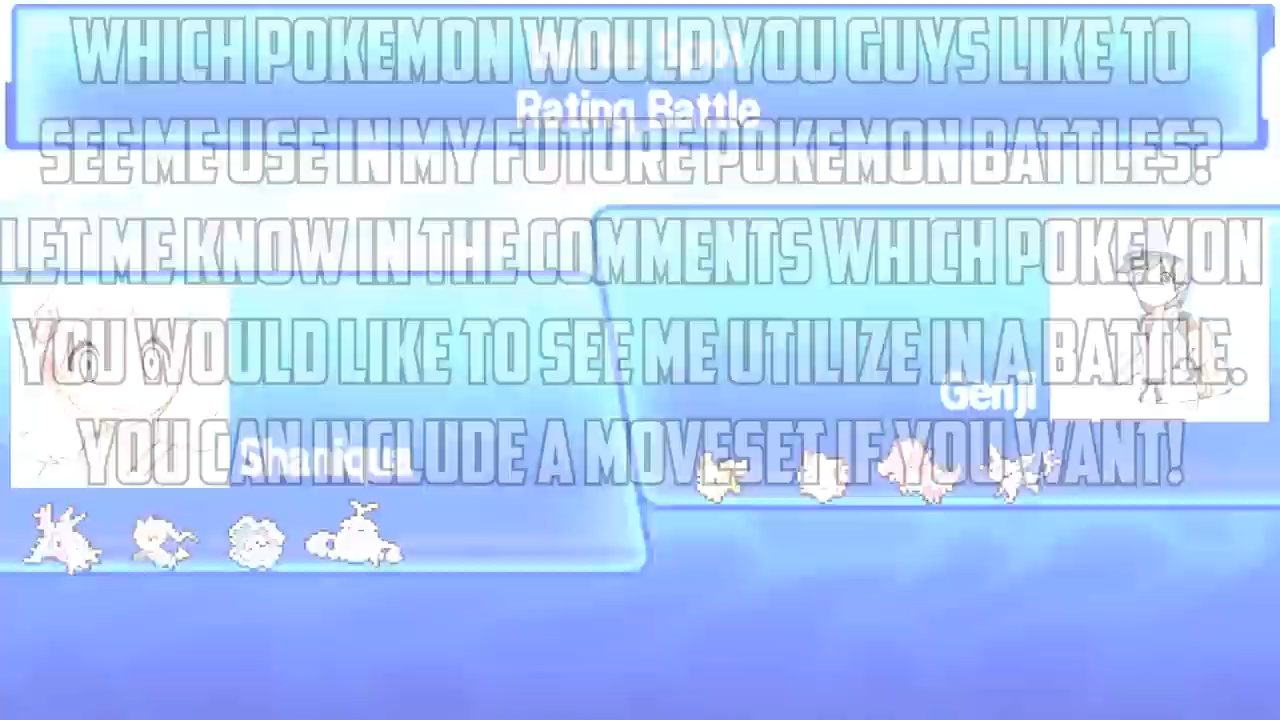 WHICH POKEMON WOULD YOU GUYS LIKE TO
Rating Battle
SEE ME USE IN MY FUTURE POKEMON BATTLES?
LET ME KNOW IN THE COMMENTS WHICH POKEMON
YOU WOULD LIKE TO SEE ME UTILIZE IN A BATTLE.
Genji
YOU CAN INCLUDE A MOVESET IF YOU WANT!
Shaniqua